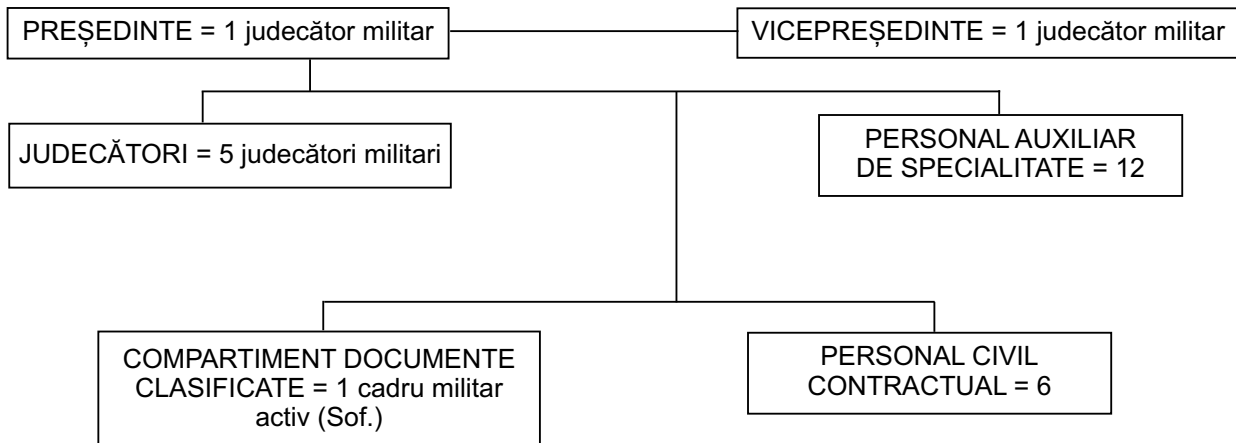 PREȘEDINTE = 1 judecător militar
VICEPREȘEDINTE = 1 judecător militar
JUDECĂTORI = 5 judecători militari
PERSONAL AUXILIAR
DE SPECIALITATE = 12
COMPARTIMENT DOCUMENTE
CLASIFICATE = 1 cadru militar
activ (Sof.)
PERSONAL CIVIL
CONTRACTUAL = 6